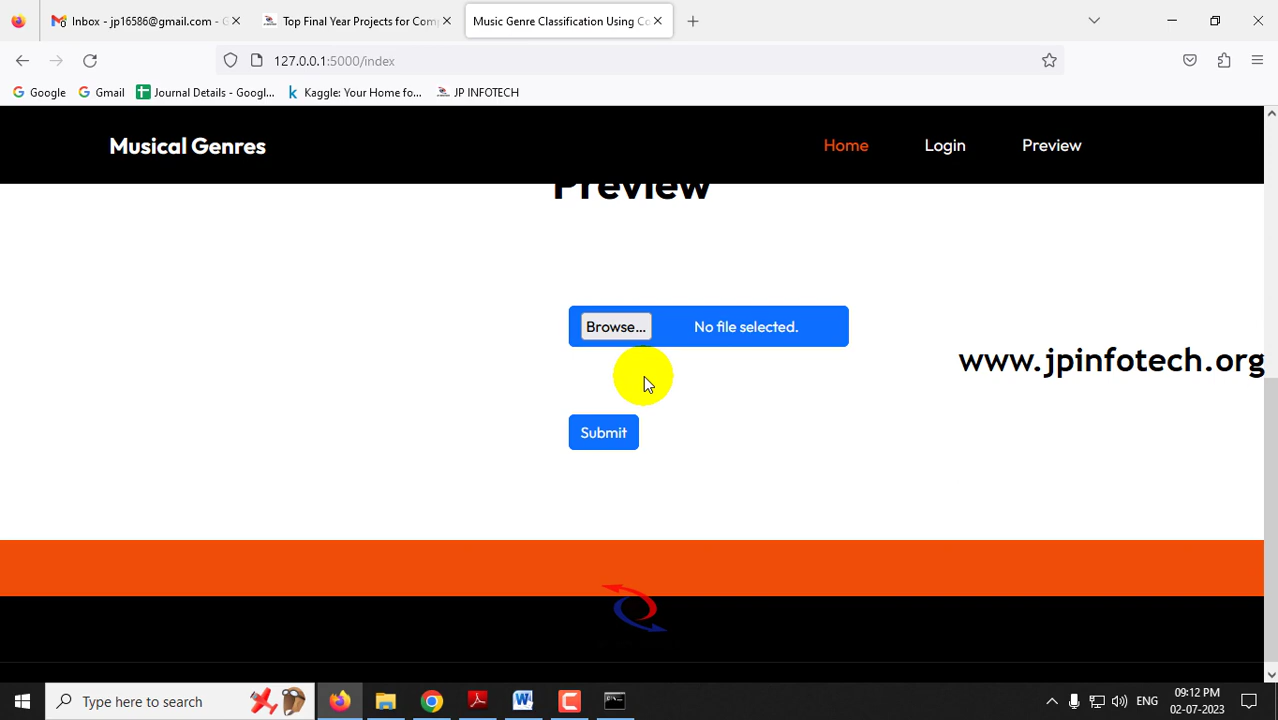 Inbox - jp16586@gmail.com - G
Top Final Year Projects for Comp
Music Genre Classification Using Co
127.0.0.1:5000/index
Google
Gmail
Journal Details - Googl...
Kaggle: Your Home fo...
JP INFOTECH
Musical Genres
Home
Login
Preview
Preview
Browse...
No file selected.
www.jpinfotech.org
Submit
Type here to search
ENG
09:12 PM
02-07-2023